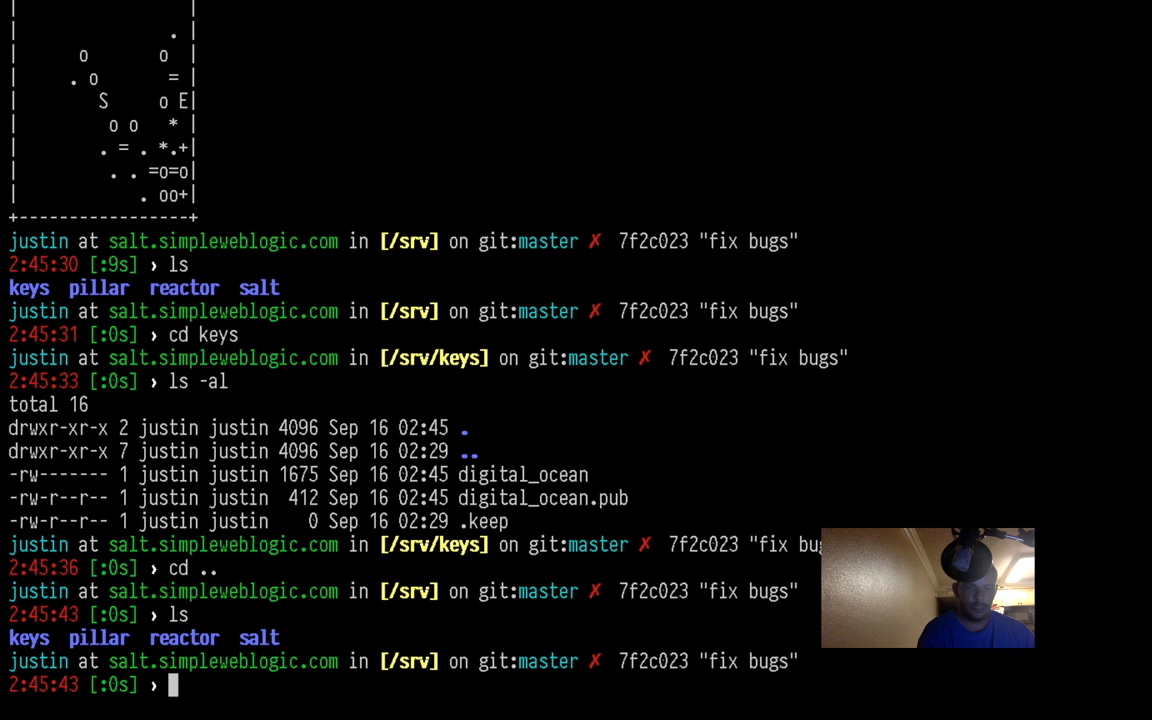 |                 |
|               . |
|      o       o  |
|     . o       = |
|        S     o E|
|         o o   * |
|        . = . *.+|
|         . . =o=o|
|            . oo+|
+-----------------+
justin at salt.simpleweblogic.com in [/srv] on git:master ✗  7f2c023 "fix bugs"
2:45:30 [:9s] › ls
keys  pillar  reactor  salt
justin at salt.simpleweblogic.com in [/srv] on git:master ✗  7f2c023 "fix bugs"
2:45:31 [:0s] › cd keys
justin at salt.simpleweblogic.com in [/srv/keys] on git:master ✗  7f2c023 "fix bugs"
2:45:33 [:0s] › ls -al
total 16
drwxr-xr-x 2 justin justin 4096 Sep 16 02:45 .
drwxr-xr-x 7 justin justin 4096 Sep 16 02:29 ..
-rw------- 1 justin justin 1675 Sep 16 02:45 digital_ocean
-rw-r--r-- 1 justin justin  412 Sep 16 02:45 digital_ocean.pub
-rw-r--r-- 1 justin justin    0 Sep 16 02:29 .keep
justin at salt.simpleweblogic.com in [/srv/keys] on git:master ✗  7f2c023 "fix bug
2:45:36 [:0s] › cd ..
justin at salt.simpleweblogic.com in [/srv] on git:master ✗  7f2c023 "fix bugs"
2:45:43 [:0s] › ls
keys  pillar  reactor  salt
justin at salt.simpleweblogic.com in [/srv] on git:master ✗  7f2c023 "fix bugs"
2:45:43 [:0s] ›